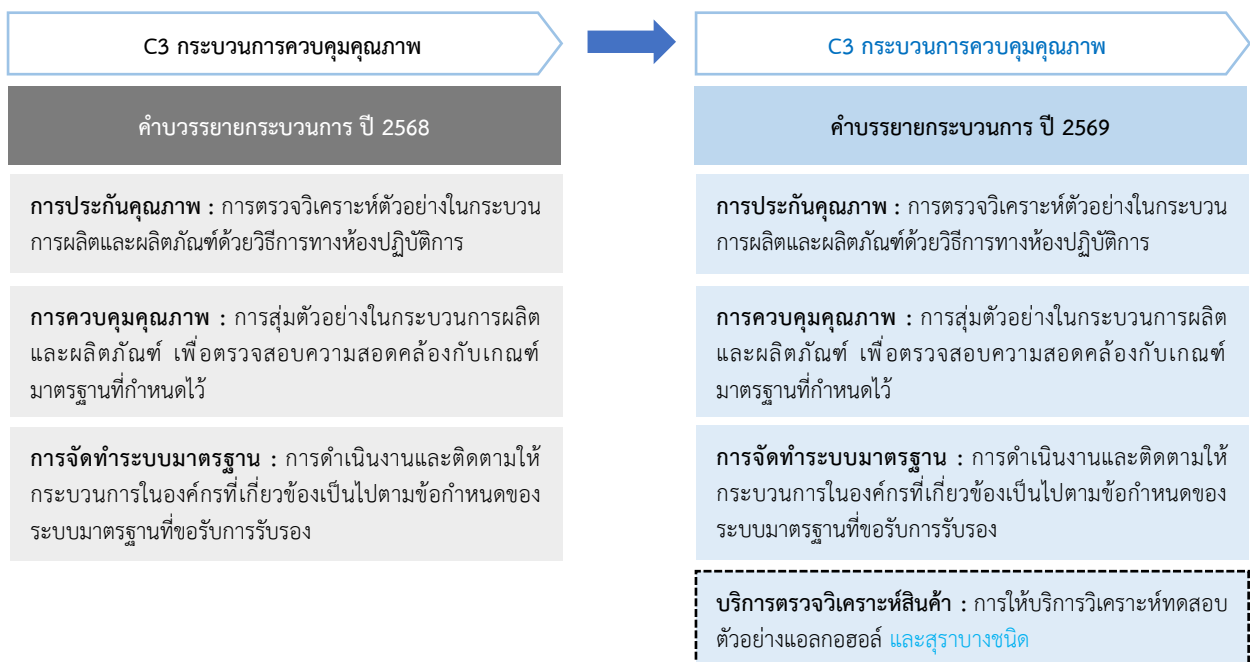 C3 กระบวนการควบคุมคุณภาพ
คำบวรรยายกระบวนการ ปี 2568
การประกันคุณภาพ : การตรวจวิเคราะห์ตัวอย่างในกระบวน
การผลิตและผลิตภัณฑ์ด้วยวิธีการทางห้องปฏิบัติการ
การควบคุมคุณภาพ : การสุ่มตัวอย่างในกระบวนการผลิต
และผลิตภัณฑ์ เพื่อตรวจสอบความสอดคล้องกับเกณฑ์
มาตรฐานที่กำหนดไว้
การจัดทำระบบมาตรฐาน : การดำเนินงานและติดตามให้
กระบวนการในองค์กรที่เกี่ยวข้องเป็นไปตามข้อกำหนดของ
ระบบมาตรฐานที่ขอรับการรับรอง
C3 กระบวนการควบคุมคุณภาพ
คำบรรยายกระบวนการ ปี 2569
การประกันคุณภาพ : การตรวจวิเคราะห์ตัวอย่างในกระบวน
การผลิตและผลิตภัณฑ์ด้วยวิธีการทางห้องปฏิบัติการ
การควบคุมคุณภาพ : การสุ่มตัวอย่างในกระบวนการผลิต
และผลิตภัณฑ์ เพื่อตรวจสอบความสอดคล้องกับเกณฑ์
มาตรฐานที่กำหนดไว้
การจัดทำระบบมาตรฐาน : การดำเนินงานและติดตามให้
กระบวนการในองค์กรที่เกี่ยวข้องเป็นไปตามข้อกำหนดของ
ระบบมาตรฐานที่ขอรับการรับรอง
บริการตรวจวิเคราะห์สินค้า : การให้บริการวิเคราะห์ทดสอบ
ตัวอย่างแอลกอฮอล์ และสุราบางชนิด